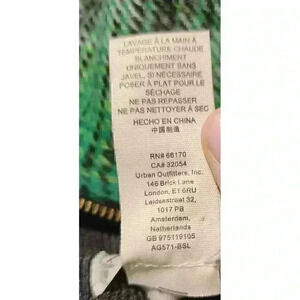 LAVAGE À LA MAIN À
TEMPÉRATURE CHAUDE
BLANCHIMENT
UNIQUEMENT SANS
JAVEL, SI NÉCESSAIRE
POSER À PLAT POUR LE
SÉCHAGE
NE PAS REPASSER
NE PAS NETTOYER À SEC
HECHO EN CHINA
中国制造
RN# 66170
CA# 32054
Urban Outfitters, Inc.
146 Brick Lane
London, E1 6RU
Leidsestraat 32,
1017 PB
Amsterdam,
Netherlands
GB 975119105
AG571-BSL